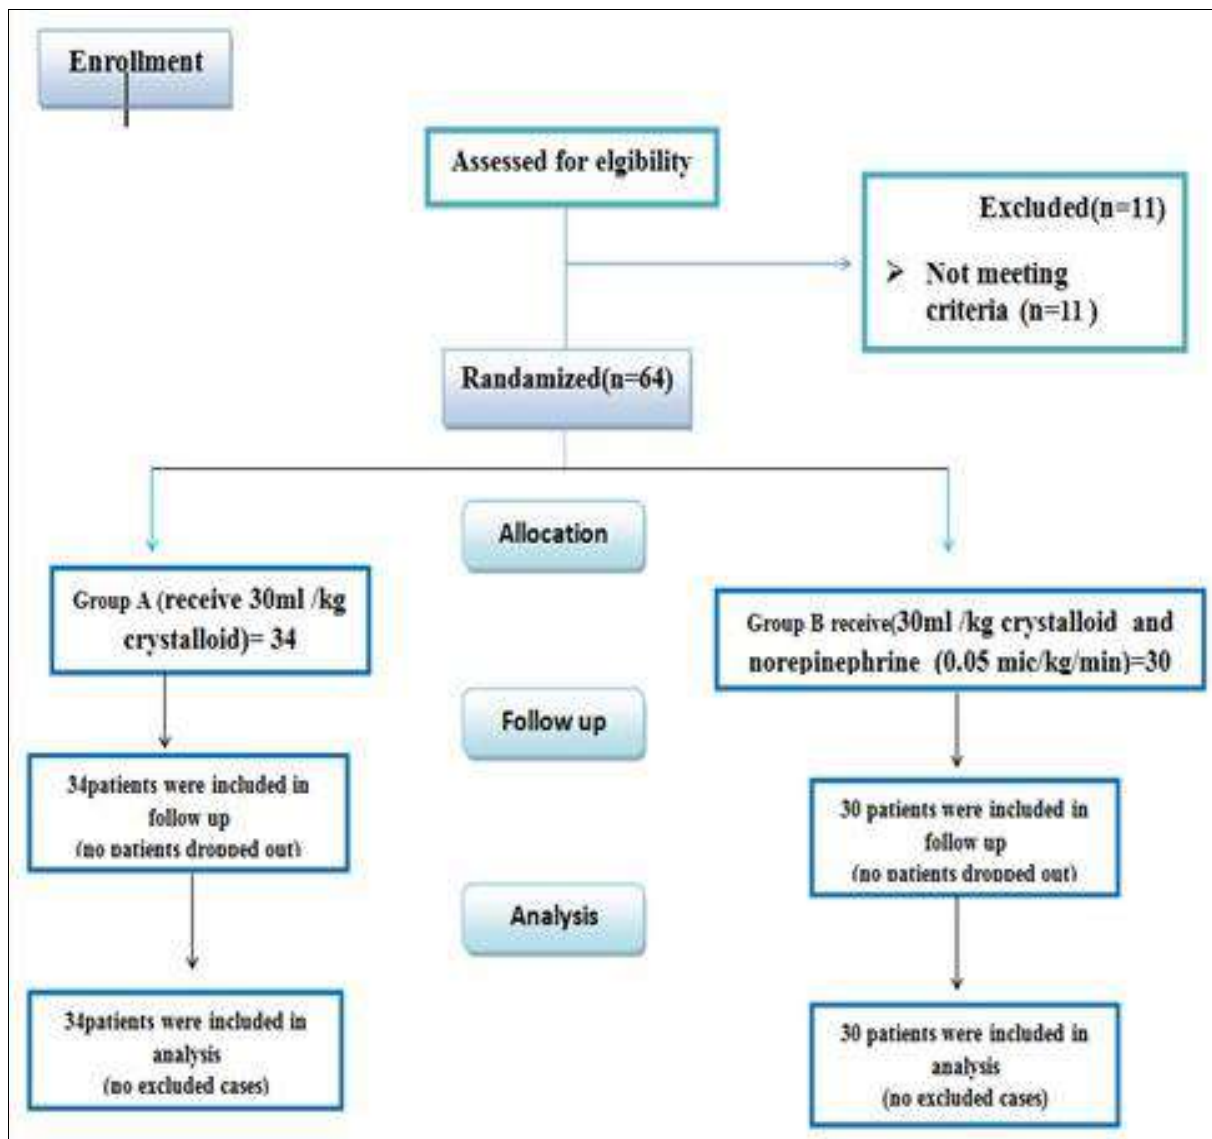 Enrollment
Assessed for elgibility
Excluded(n=11)
➤ Not meeting
criteria (n=11 )
Randamized(n=64)
Allocation
Group A (receive 30ml /kg
crystalloid)= 34
Group B receive(30ml /kg crystalloid and
norepinephrine (0.05 mic/kg/min)=30
Follow up
34patients were included in
follow up
(no patients dropped out)
30 patients were included in
follow up
(no patients dropped out)
Analysis
34patients were included in
analysis
(no excluded cases)
30 patients were included in
analysis
(no excluded cases)